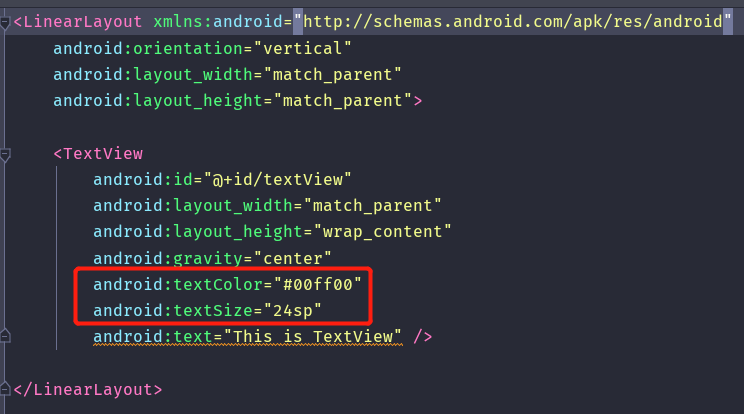 <LinearLayout xmlns:android="http://schemas.android.com/apk/res/android"
    android:orientation="vertical"
    android:layout_width="match_parent"
    android:layout_height="match_parent">

    <TextView
        android:id="@+id/textView"
        android:layout_width="match_parent"
        android:layout_height="wrap_content"
        android:gravity="center"
        android:textColor="#00ff00"
        android:textSize="24sp"
        android:text="This is TextView" />

</LinearLayout>